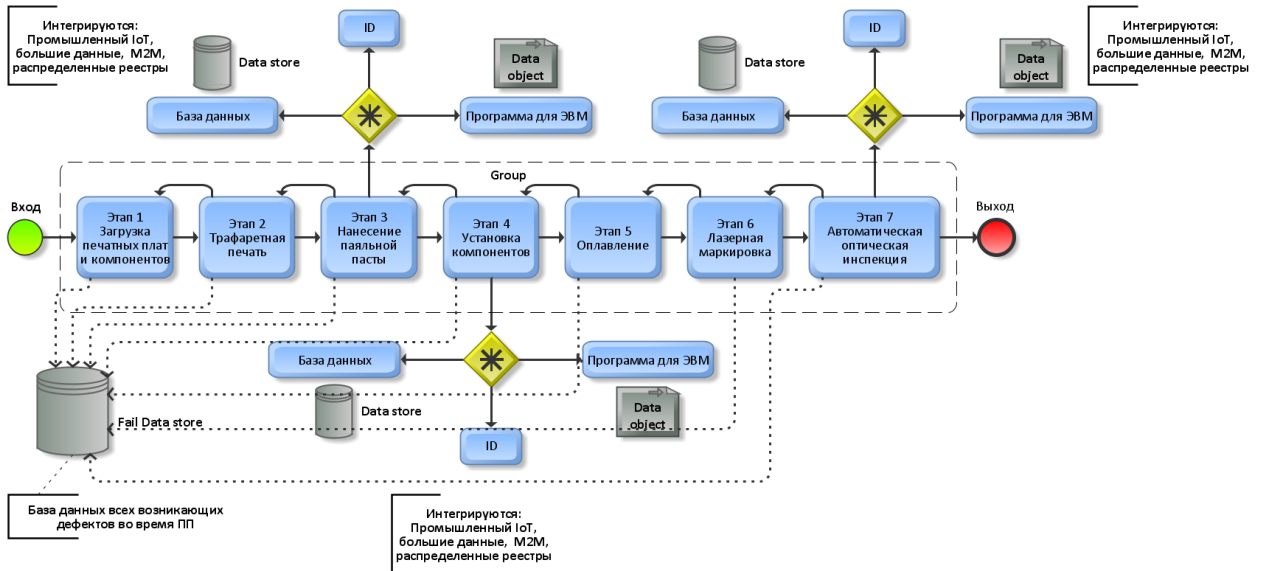 Интегрируются:
Промышленный IoT,
большие данные, M2M,
распределенные реестры
ID
Data store
Data
object
База данных
Программа для ЭВМ
ID
Data store
Data
object
База данных
Программа для ЭВМ
Интегрируются:
Промышленный IoT,
большие данные, M2M,
распределенные реестры
Group
Вход
Этап 1
Загрузка
печатных плат
и компонентов
Этап 2
Трафаретная
печать
Этап 3
Нанесение
паяльной
пасты
Этап 4
Установка
компонентов
Этап 5
Оплавление
Этап 6
Лазерная
маркировка
Этап 7
Автоматическая
оптическая
инспекция
Выход
База данных
Программа для ЭВМ
Data store
Data
object
ID
Fail Data store
База данных всех возникающих
дефектов во время ПП
Интегрируются:
Промышленный IoT,
большие данные, M2M,
распределенные реестры